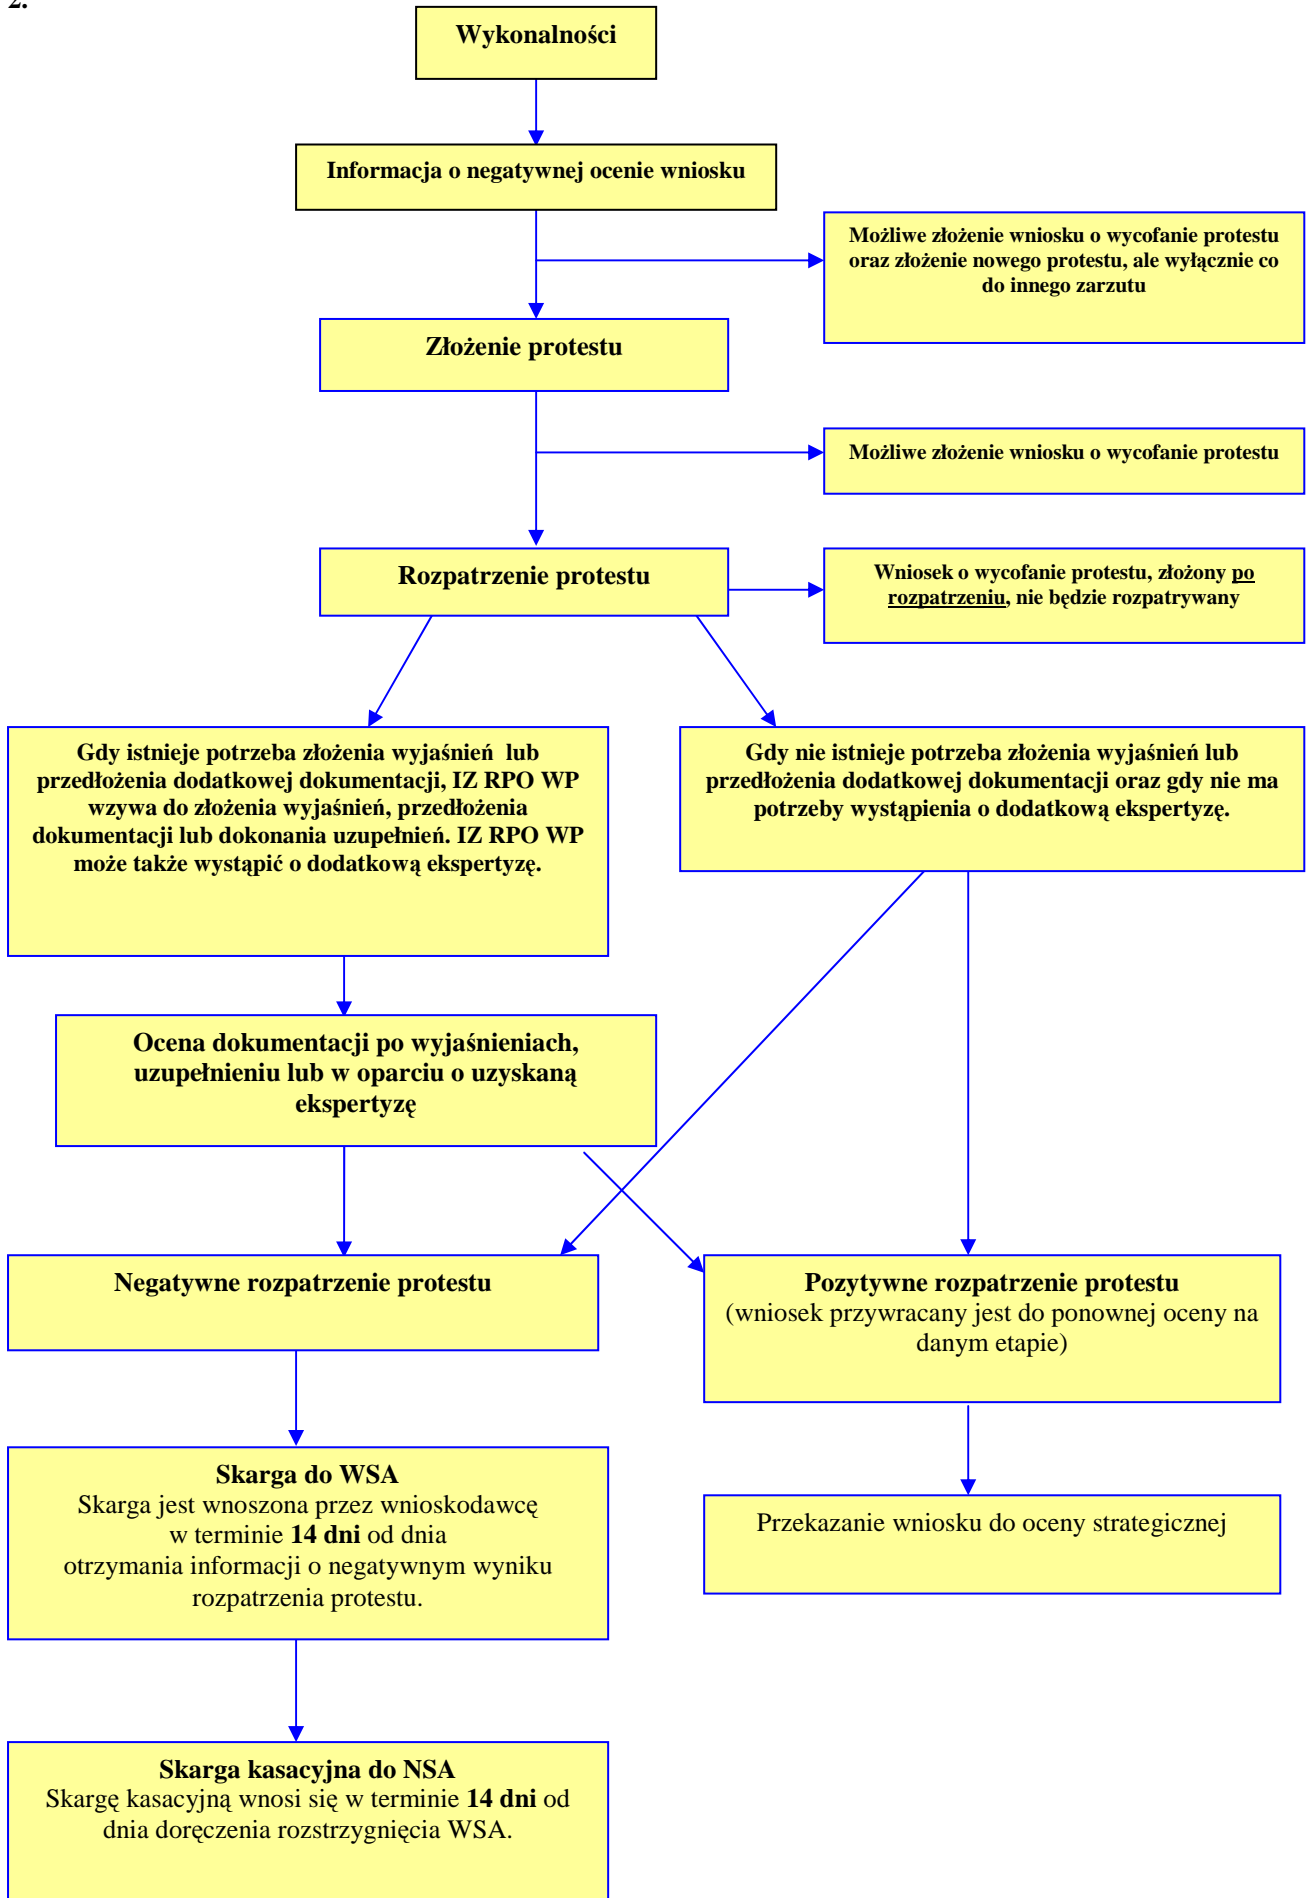 2.
Wykonalności
Informacja o negatywnej ocenie wniosku
Możliwe złożenie wniosku o wycofanie protestu
oraz złożenie nowego protestu, ale wyłącznie co
do innego zarzutu
Złożenie protestu
Możliwe złożenie wniosku o wycofanie protestu
Rozpatrzenie protestu
Wniosek o wycofanie protestu, złożony po
rozpatrzeniu, nie będzie rozpatrywany
Gdy istnieje potrzeba złożenia wyjaśnień lub
przedłożenia dodatkowej dokumentacji, IZ RPO WP
wzywa do złożenia wyjaśnień, przedłożenia
dokumentacji lub dokonania uzupełnień. IZ RPO WP
może także wystąpić o dodatkową ekspertyzę.
Gdy nie istnieje potrzeba złożenia wyjaśnień lub
przedłożenia dodatkowej dokumentacji oraz gdy nie ma
potrzeby wystąpienia o dodatkową ekspertyzę.
Ocena dokumentacji po wyjaśnieniach,
uzupełnieniu lub w oparciu o uzyskaną
ekspertyzę
Negatywne rozpatrzenie protestu
Pozytywne rozpatrzenie protestu
(wniosek przywracany jest do ponownej oceny na
danym etapie)
Skarga do WSA
Skarga jest wnoszona przez wnioskodawcę
w terminie 14 dni od dnia
otrzymania informacji o negatywnym wyniku
rozpatrzenia protestu.
Przekazanie wniosku do oceny strategicznej
Skarga kasacyjna do NSA
Skargę kasacyjną wnosi się w terminie 14 dni od
dnia doręczenia rozstrzygnięcia WSA.